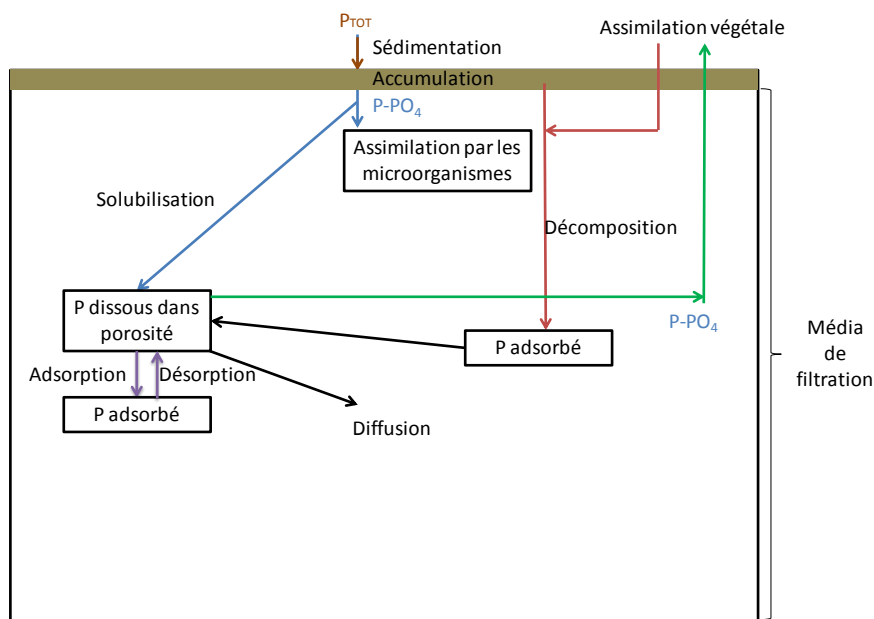 P_TOT
Sédimentation
Assimilation végétale
Accumulation
P-PO₄
Assimilation par les
microorganismes
Solubilisation
Décomposition
P dissous dans
porosité
P-PO₄
P adsorbé
Média
de
filtration
Adsorption
Désorption
P adsorbé
Diffusion